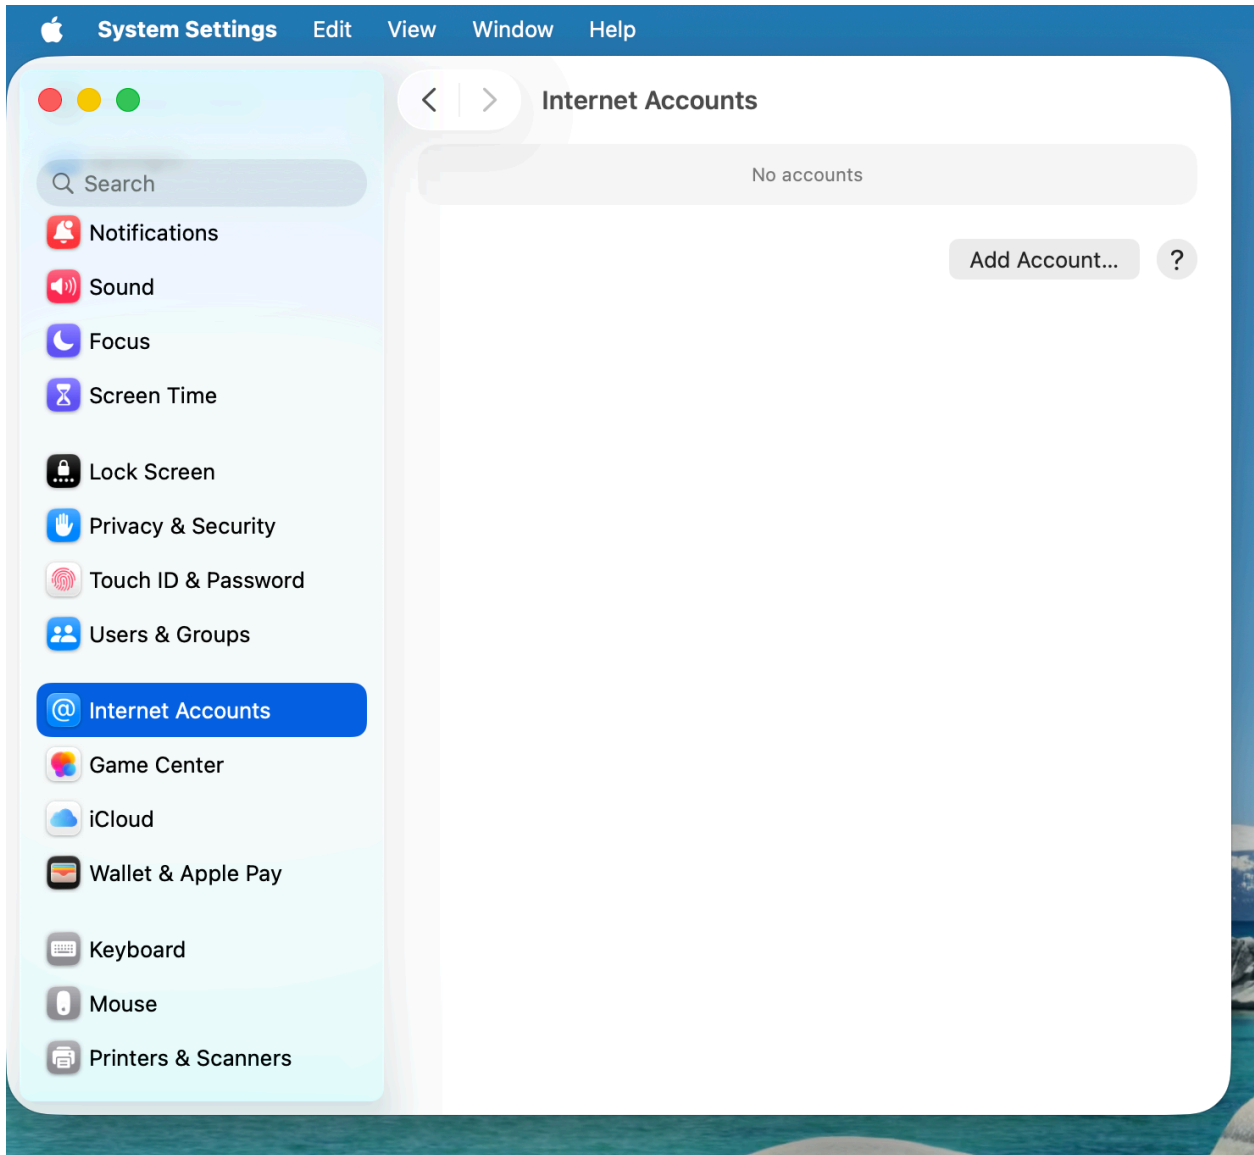 System Settings Edit View Window Help
Internet Accounts
Search
No accounts
Add Account... ?
Notifications
Sound
Focus
Screen Time
Lock Screen
Privacy & Security
Touch ID & Password
Users & Groups
Internet Accounts
Game Center
iCloud
Wallet & Apple Pay
Keyboard
Mouse
Printers & Scanners